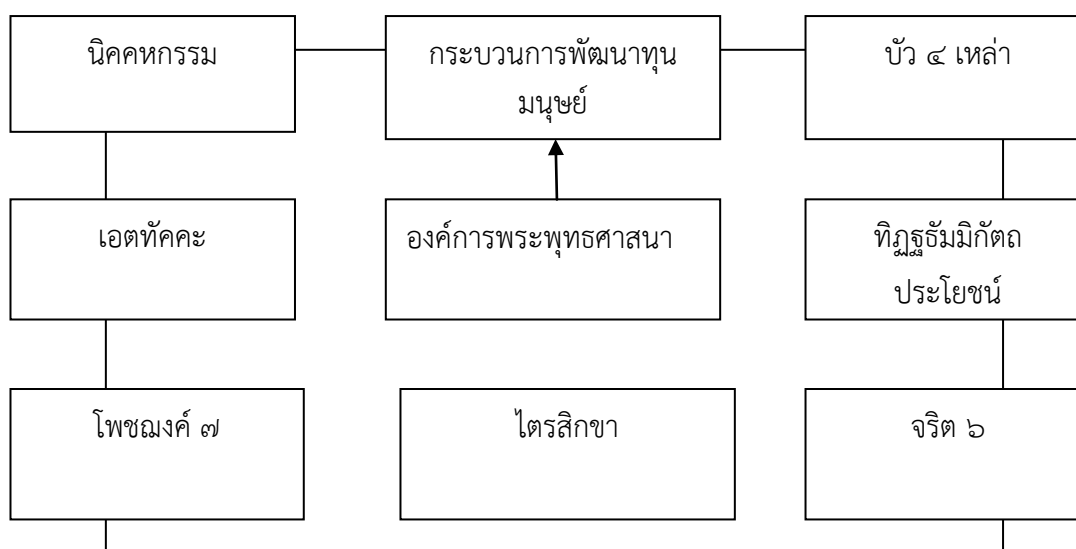 นิคคหกรรม
กระบวนการพัฒนาทุน
มนุษย์
บัว ๔ เหล่า
เอตทัคคะ
องค์การพระพุทธศาสนา
ทิฏฐธัมมิกัตถ
ประโยชน์
โพชฌงค์ ๗
ไตรสิกขา
จริต ๖